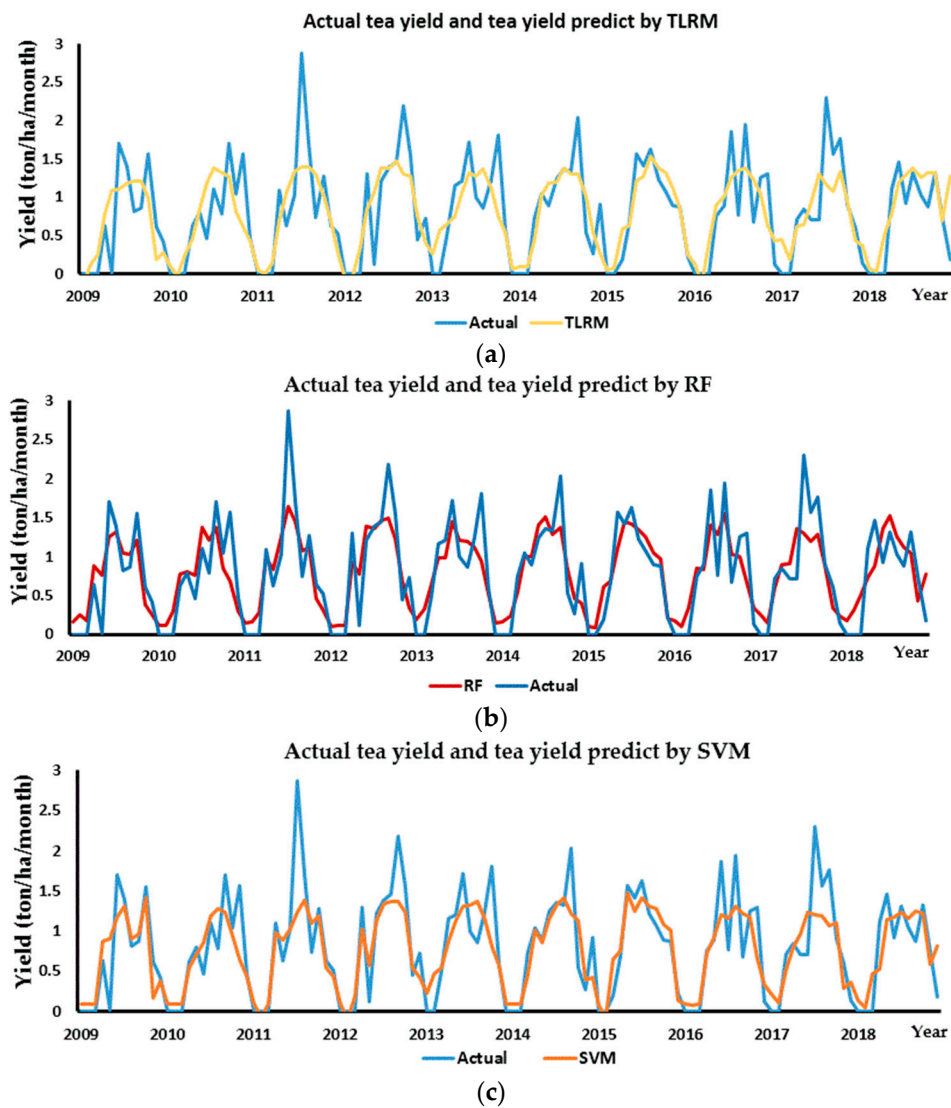 Actual tea yield and tea yield predict by TLRM
Yield (ton/ha/month)
3
2.5
2
1.5
1
0.5
0
2009 2010 2011 2012 2013 2014 2015 2016 2017 2018 Year
Actual TLRM
(a)
Actual tea yield and tea yield predict by RF
Yield (ton/ha/month)
3
2.5
2
1.5
1
0.5
0
2009 2010 2011 2012 2013 2014 2015 2016 2017 2018 Year
RF Actual
(b)
Actual tea yield and tea yield predict by SVM
Yield (ton/ha/month)
3
2.5
2
1.5
1
0.5
0
2009 2010 2011 2012 2013 2014 2015 2016 2017 2018 Year
Actual SVM
(c)